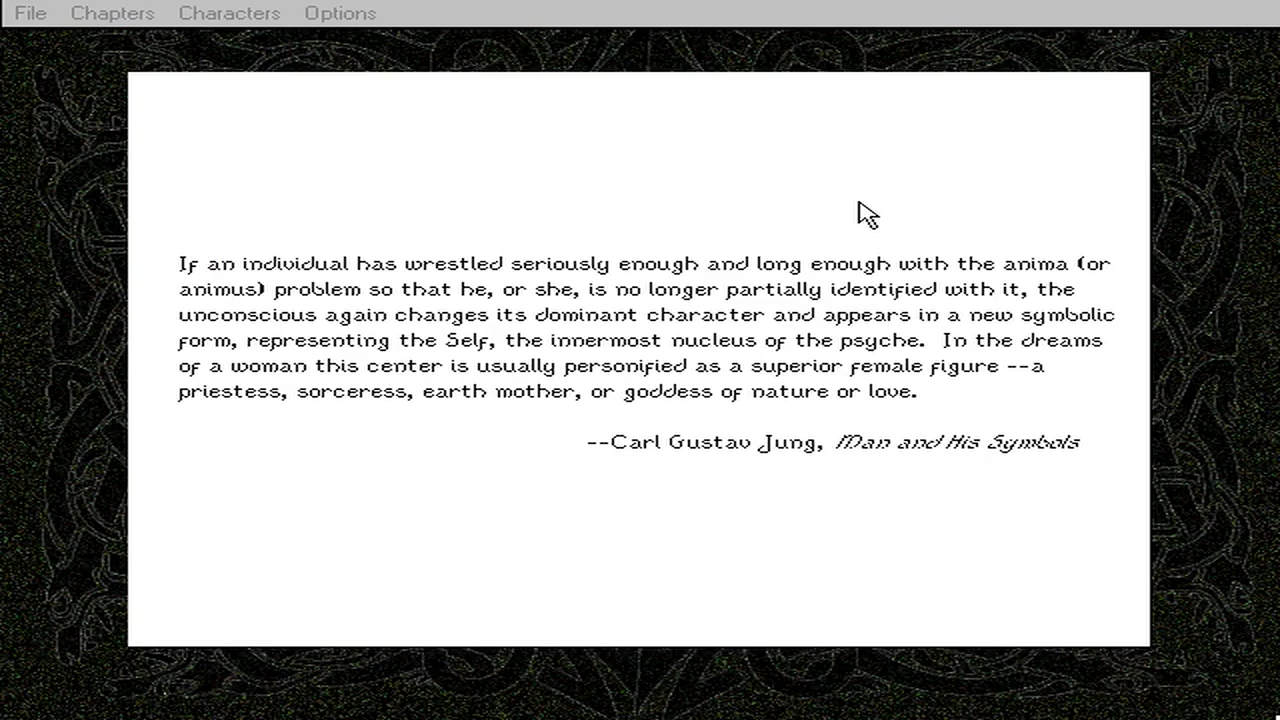 File Chapters Characters Options
If an individual has wrestled seriously enough and long enough with the anima (or
animus) problem so that he, or she, is no longer partially identified with it, the
unconscious again changes its dominant character and appears in a new symbolic
form, representing the Self, the innermost nucleus of the psyche.  In the dreams
of a woman this center is usually personified as a superior female figure --a
priestess, sorceress, earth mother, or goddess of nature or love.
--Carl Gustav Jung, Man and His Symbols